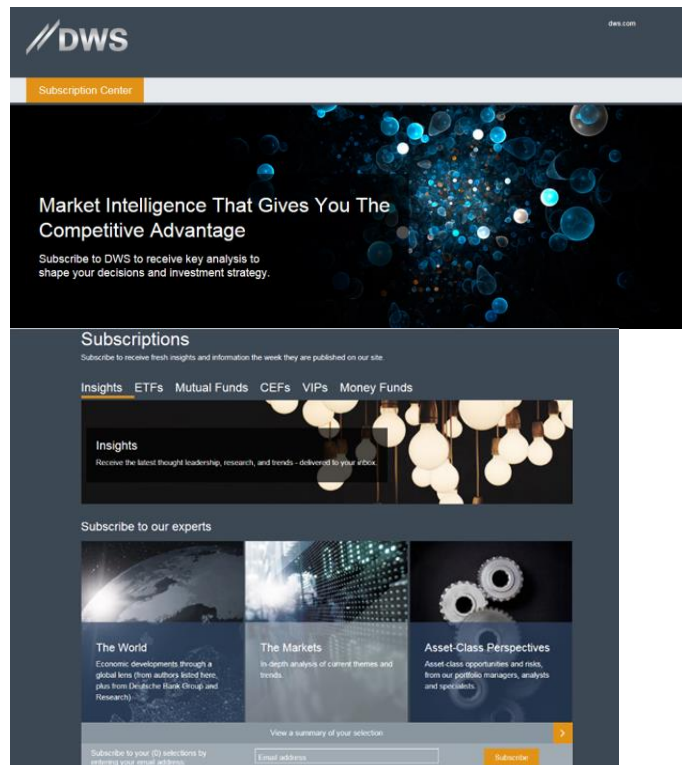 DWS
dws.com
Subscription Center
Market Intelligence That Gives You The
Competitive Advantage
Subscribe to DWS to receive key analysis to
shape your decisions and investment strategy.
Subscriptions
Subscribe to receive fresh insights and information the week they are published on our site.
Insights ETFs Mutual Funds CEFs VIPs Money Funds
Insights
Receive the latest thought leadership, research, and trends - delivered to your inbox.
Subscribe to our experts
The World
Economic developments through a
global lens (from authors listed here,
plus from Deutsche Bank Group and
Research)
The Markets
In-depth analysis of current themes and
trends.
Asset-Class Perspectives
Asset-class opportunities and risks,
from our portfolio managers, analysts
and specialists.
View a summary of your selection
Subscribe to your (0) selections by
entering your email address:
Email address
Subscribe